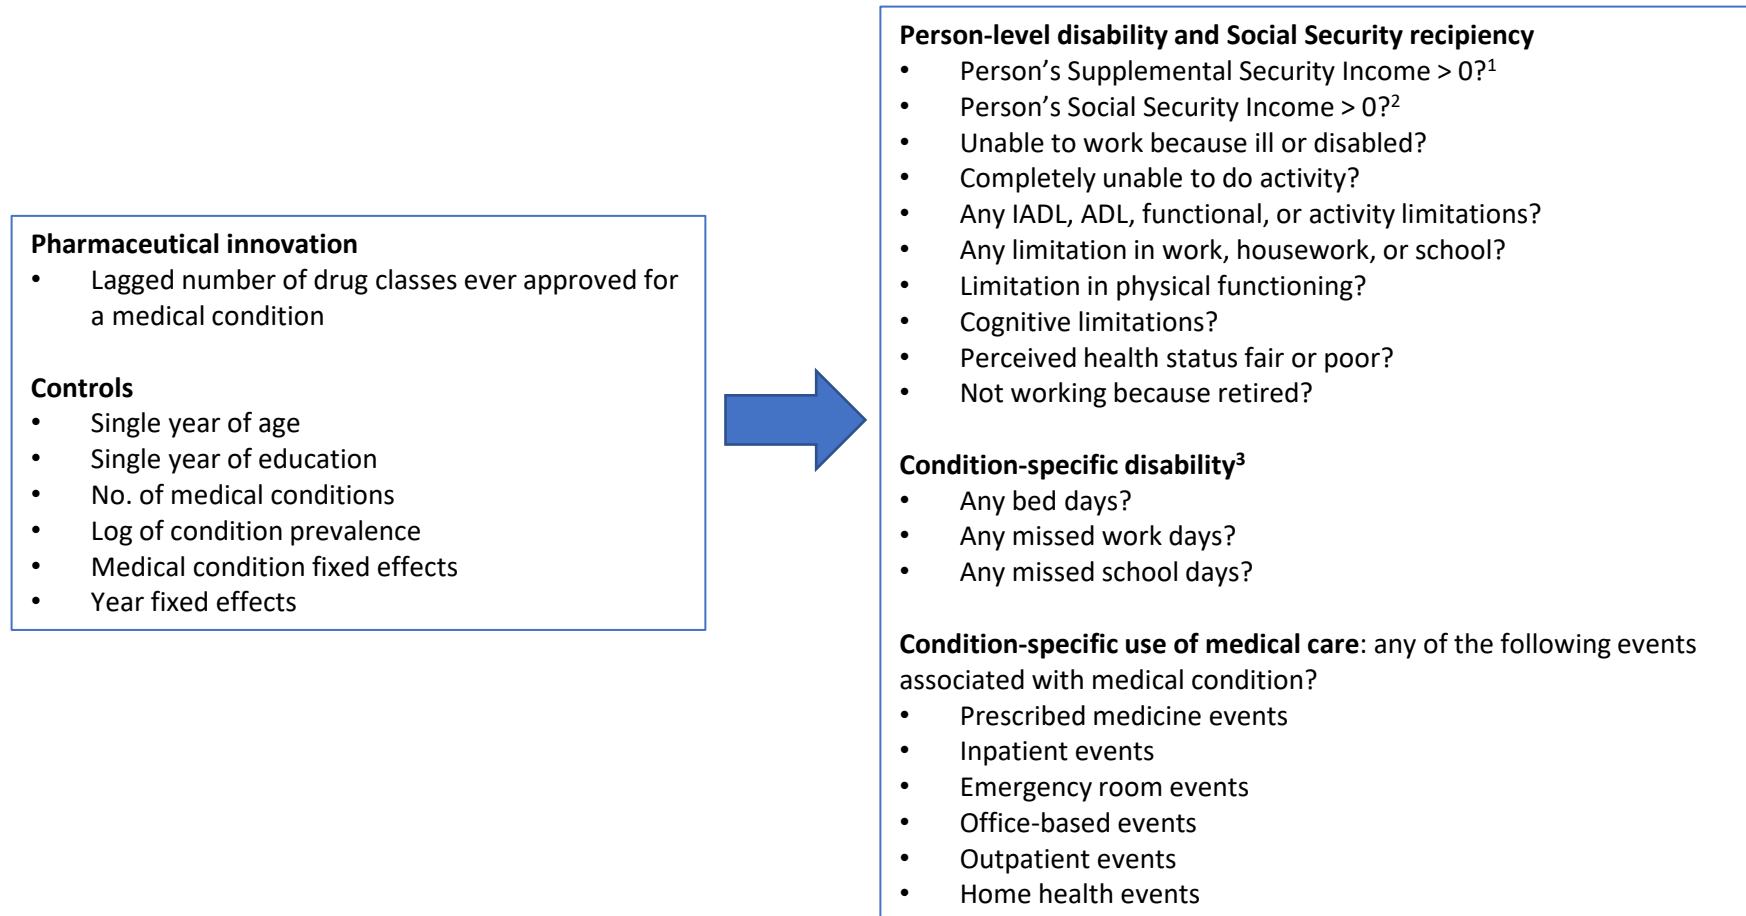 Pharmaceutical innovation
• Lagged number of drug classes ever approved for
a medical condition
Controls
• Single year of age
• Single year of education
• No. of medical conditions
• Log of condition prevalence
• Medical condition fixed effects
• Year fixed effects
Person-level disability and Social Security recipiency
• Person’s Supplemental Security Income > 0?1
• Person’s Social Security Income > 0?2
• Unable to work because ill or disabled?
• Completely unable to do activity?
• Any IADL, ADL, functional, or activity limitations?
• Any limitation in work, housework, or school?
• Limitation in physical functioning?
• Cognitive limitations?
• Perceived health status fair or poor?
• Not working because retired?
Condition-specific disability3
• Any bed days?
• Any missed work days?
• Any missed school days?
Condition-specific use of medical care: any of the following events
associated with medical condition?
• Prescribed medicine events
• Inpatient events
• Emergency room events
• Office-based events
• Outpatient events
• Home health events